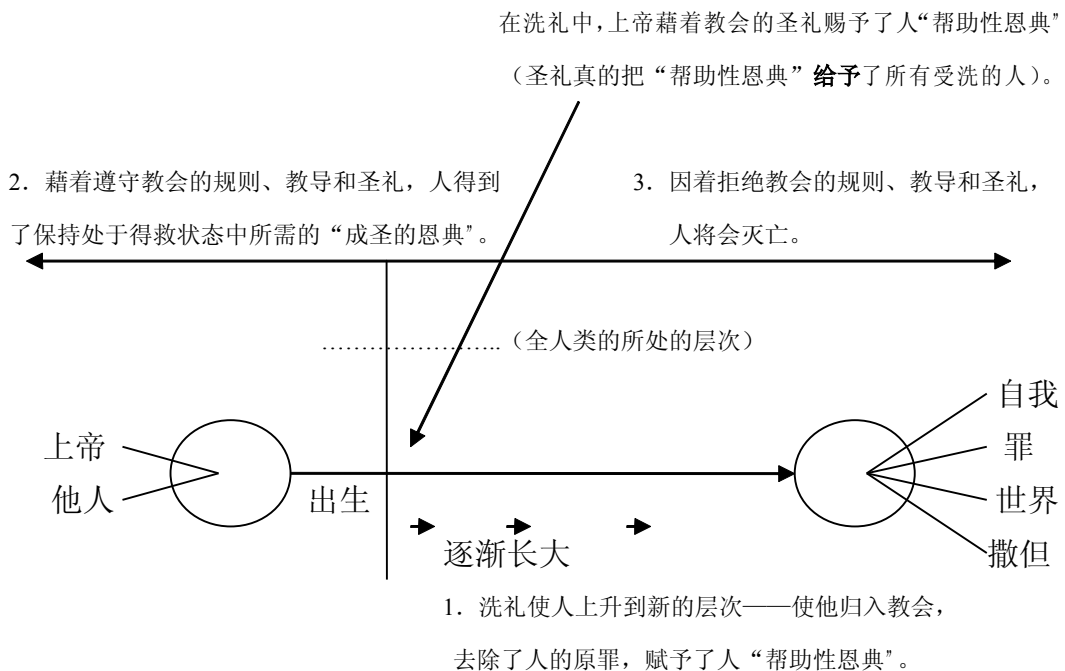 在洗礼中，上帝藉着教会的圣礼赐予了人“帮助性恩典”
（圣礼真的把“帮助性恩典”给予了所有受洗的人）。
2．藉着遵守教会的规则、教导和圣礼，人得到
了保持处于得救状态中所需的“成圣的恩典”。
3．因着拒绝教会的规则、教导和圣礼，
人将会灭亡。
…………………..（全人类的所处的层次）
上帝
他人
出生
逐渐长大
自我
罪
世界
撒但
1．洗礼使人上升到新的层次——使他归入教会，
去除了人的原罪，赋予了人“帮助性恩典”。